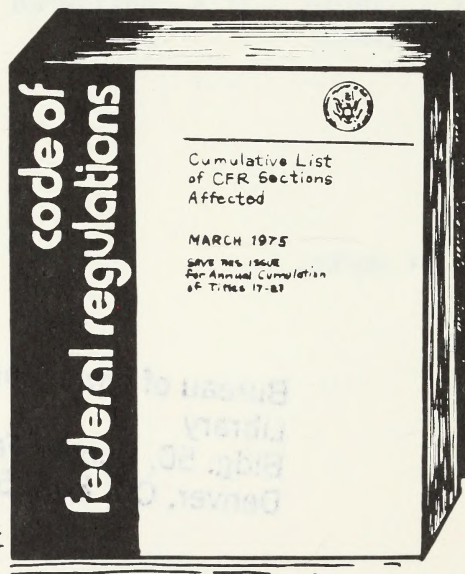 code of
federal regulations
Cumulative List
of CFR Sections
Affected
MARCH 1975
SAVE THIS ISSUE
for Annual Cumulation
of Titles 17-27
Bureau of
Library
Bldg. 50,
Denver, C